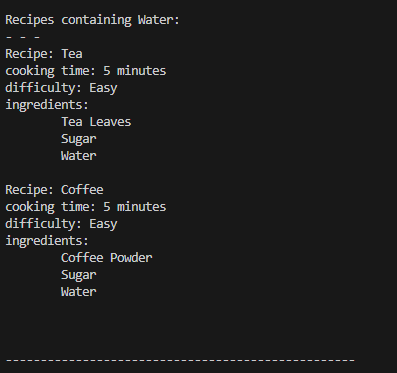 Recipes containing Water:
- - -
Recipe: Tea
cooking time: 5 minutes
difficulty: Easy
ingredients:
Tea Leaves
Sugar
Water
Recipe: Coffee
cooking time: 5 minutes
difficulty: Easy
ingredients:
Coffee Powder
Sugar
Water
--------------------------------------------------